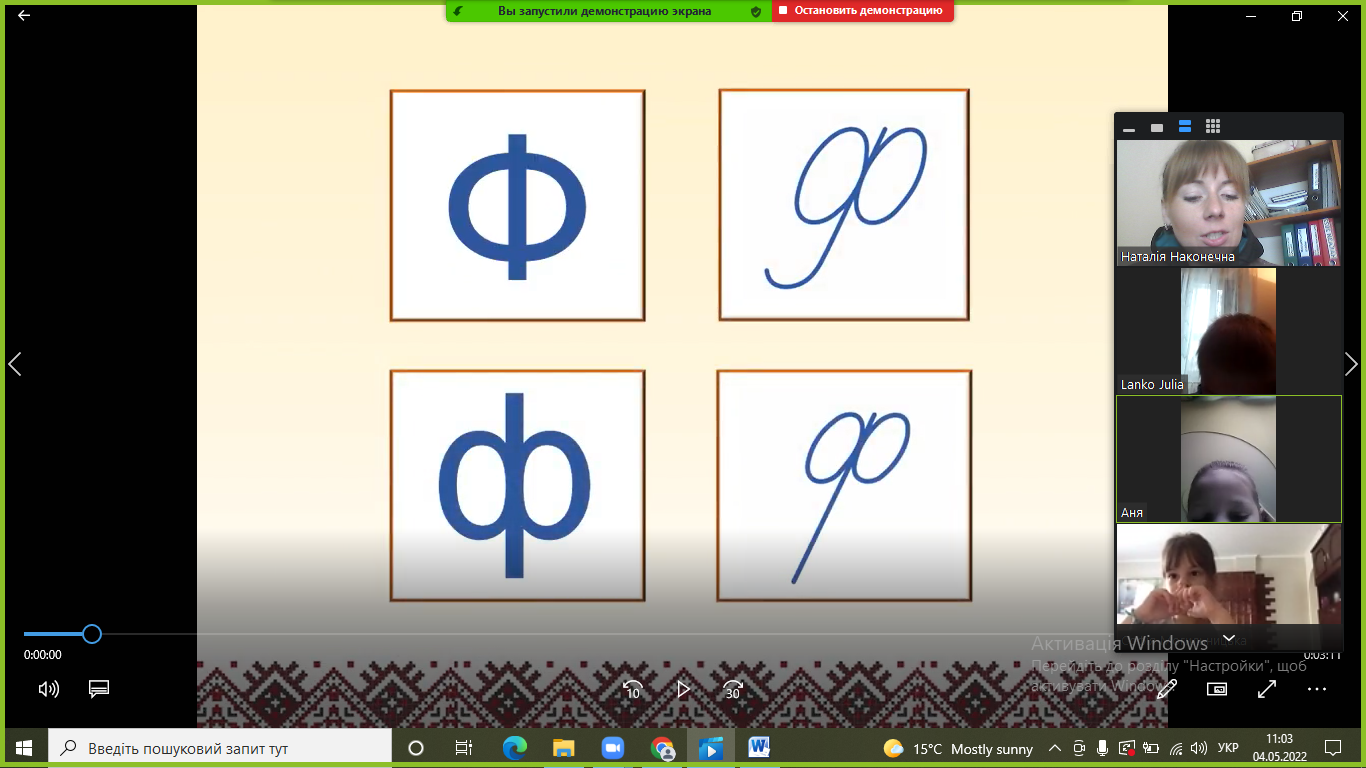 Вы запустили демонстрацию экрана
Остановить демонстрацию
Ф
Ф
ф
ф
Наталія Наконечна
Lanko Julia
Аня
0:00:00
0:03:11
10
30
Активація Windows
Перейдіть до розділу "Настройки", щоб
активувати Window
Введіть пошуковий запит тут
15°C Mostly sunny
УКР
11:03
04.05.2022